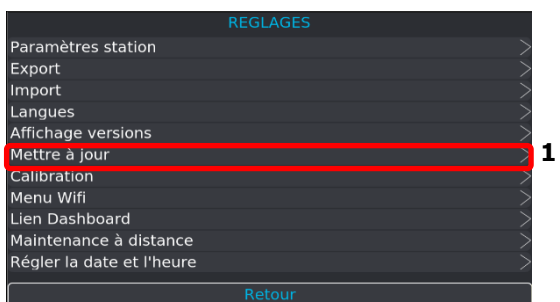 REGLAGES
Paramètres station
Export
Import
Langues
Affichage versions
Mettre à jour
1
Calibration
Menu Wifi
Lien Dashboard
Maintenance à distance
Régler la date et l'heure
Retour